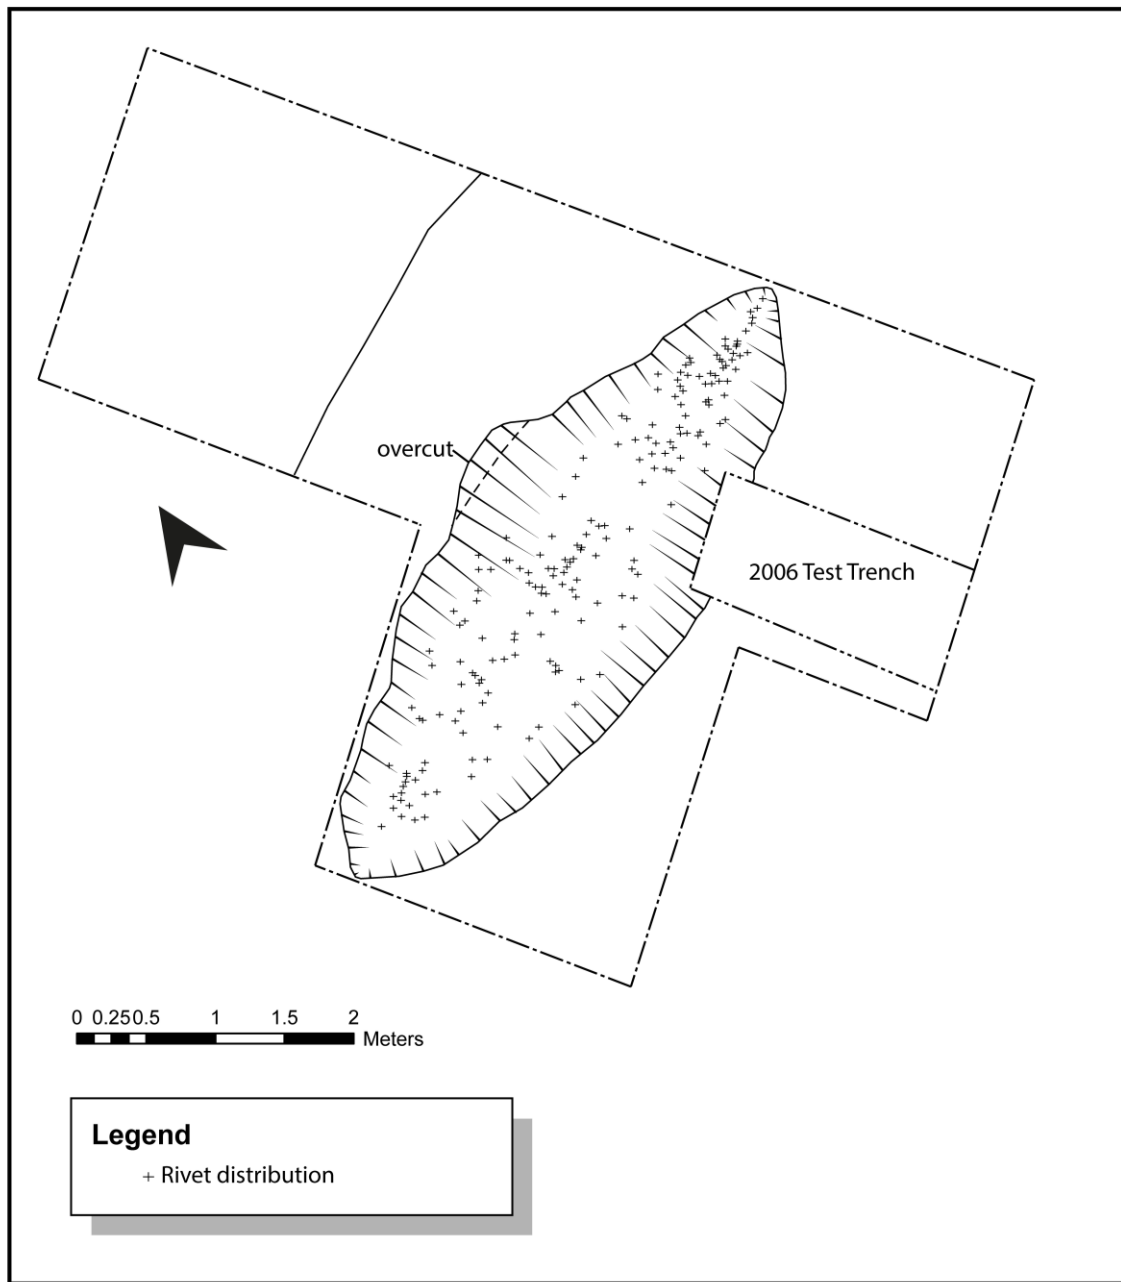 overcut
2006 Test Trench
0 0.25 0.5 1 1.5 2
Meters
Legend
+ Rivet distribution